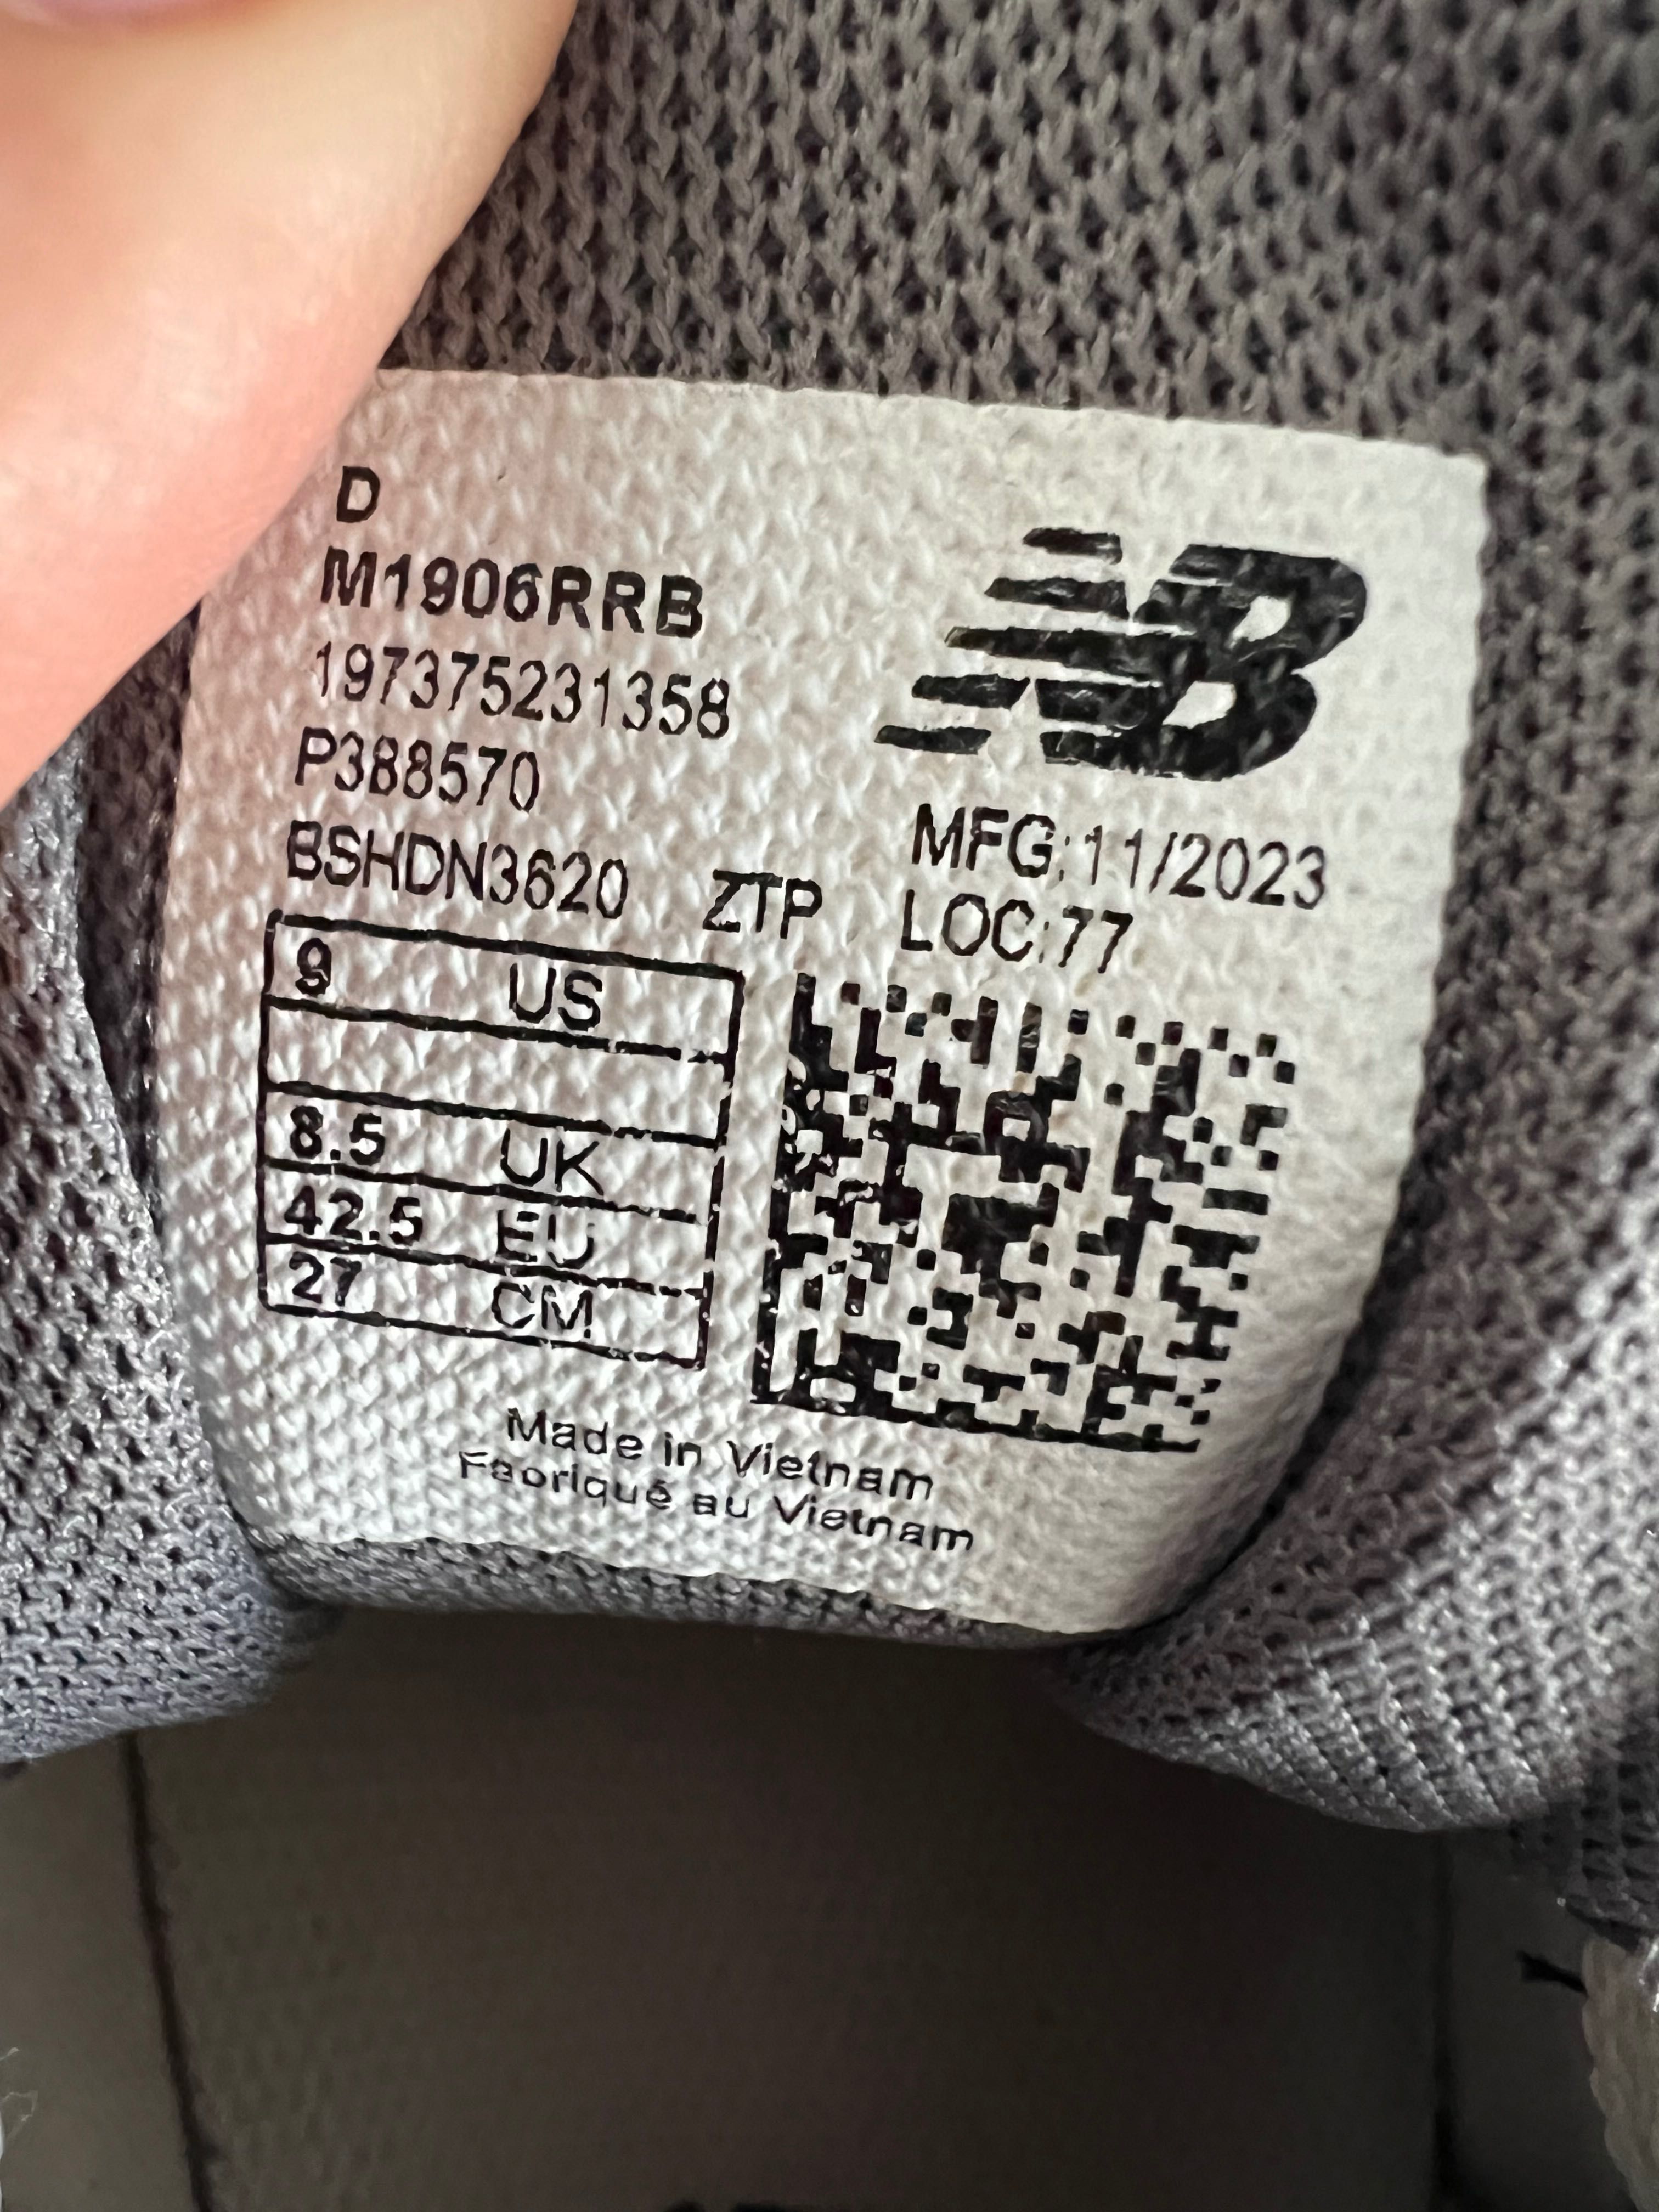 D
M1906RRB
197375231358
P388570
BSHDN3620 ZTP
NB
MFG:11/2023
LOC:77
9 US
8.5 UK
42.5 EU
27 CM
Made in Vietnam
Fabriqué au Vietnam